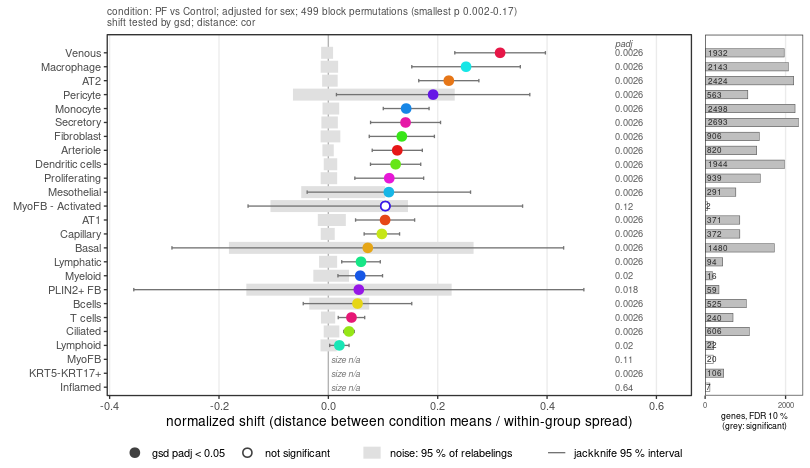 condition: PF vs Control; adjusted for sex; 499 block permutations (smallest p 0.002-0.17)
shift tested by gsd; distance: cor
padj
Venous 0.0026 1932
Macrophage 0.0026 2143
AT2 0.0026 2424
Pericyte 0.0026 563
Monocyte 0.0026 2498
Secretory 0.0026 2693
Fibroblast 0.0026 906
Arteriole 0.0026 820
Dendritic cells 0.0026 1944
Proliferating 0.0026 939
Mesothelial 0.0026 291
MyoFB - Activated 0.12 2
AT1 0.0026 371
Capillary 0.0026 372
Basal 0.0026 1480
Lymphatic 0.0026 94
Myeloid 0.02 16
PLIN2+ FB 0.018 59
Bcells 0.0026 525
T cells 0.0026 240
Ciliated 0.0026 606
Lymphoid 0.02 22
MyoFB size n/a 0.11 20
KRT5-KRT17+ size n/a 0.0026 106
Inflamed size n/a 0.64 7
-0.4 -0.2 0.0 0.2 0.4 0.6 0 2000
normalized shift (distance between condition means / within-group spread)
genes, FDR 10 %
(grey: significant)
gsd padj < 0.05 not significant noise: 95 % of relabelings jackknife 95 % interval